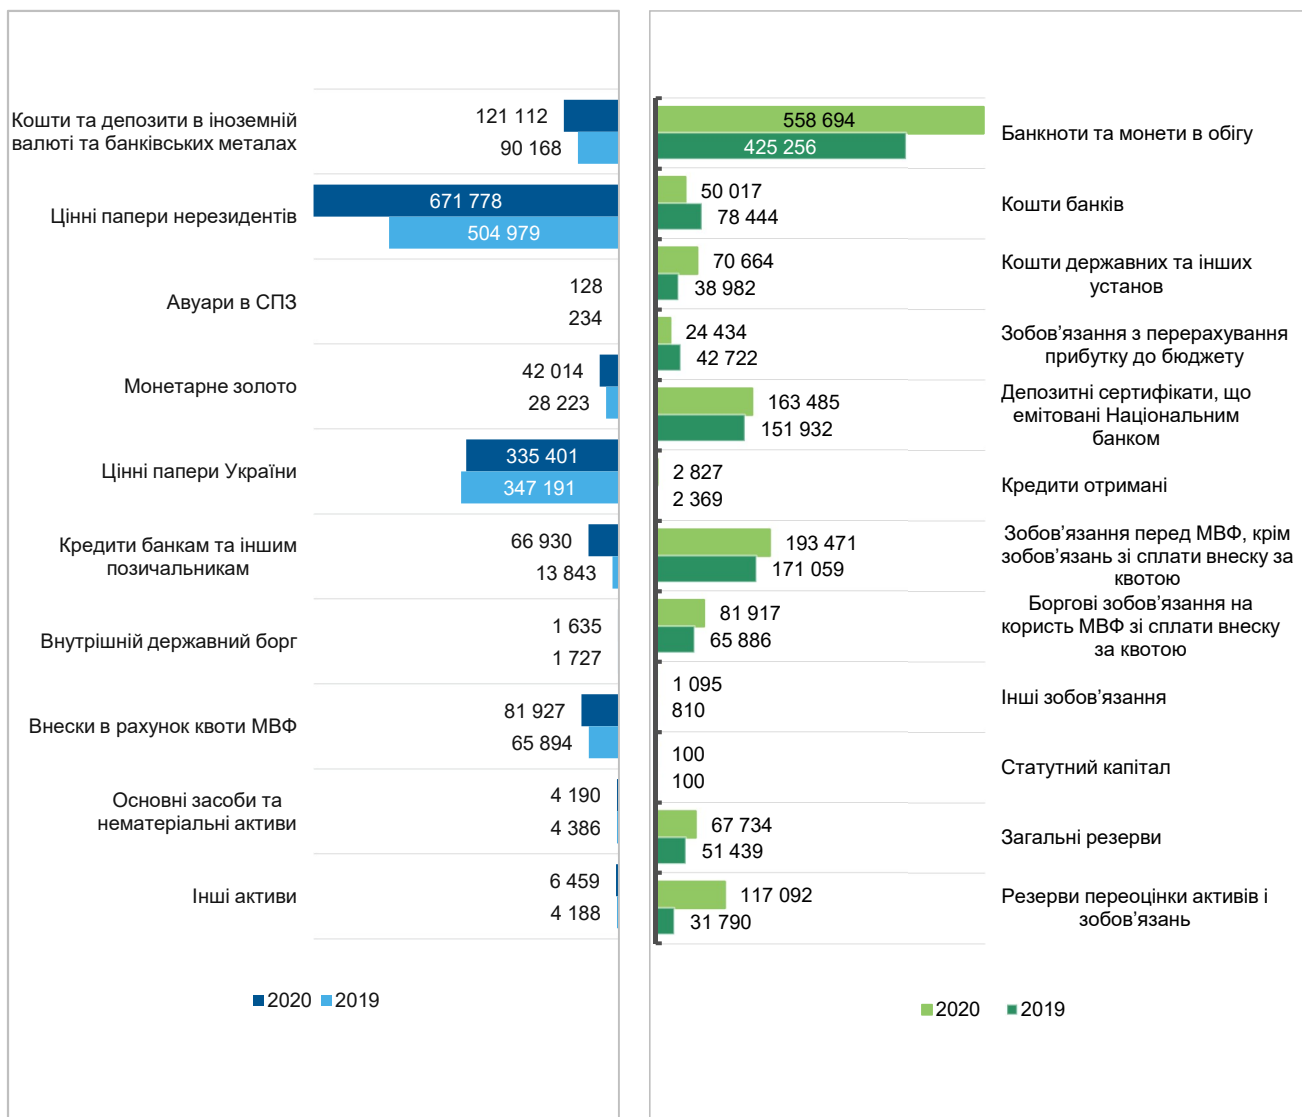 Кошти та депозити в іноземній
валюті та банківських металах
121 112
90 168
Цінні папери нерезидентів
671 778
504 979
Авуари в СПЗ
128
234
Монетарне золото
42 014
28 223
Цінні папери України
335 401
347 191
Кредити банкам та іншим
позичальникам
66 930
13 843
Внутрішній державний борг
1 635
1 727
Внески в рахунок квоти МВФ
81 927
65 894
Основні засоби та
нематеріальні активи
4 190
4 386
Інші активи
6 459
4 188
2020 2019
558 694
425 256
Банкноти та монети в обігу
50 017
78 444
Кошти банків
70 664
38 982
Кошти державних та інших
установ
24 434
42 722
Зобов’язання з перерахування
прибутку до бюджету
163 485
151 932
Депозитні сертифікати, що
емітовані Національним
банком
2 827
2 369
Кредити отримані
193 471
171 059
Зобов’язання перед МВФ, крім
зобов’язань зі сплати внеску за
квотою
81 917
65 886
Боргові зобов’язання на
користь МВФ зі сплати внеску
за квотою
1 095
810
Інші зобов’язання
100
100
Статутний капітал
67 734
51 439
Загальні резерви
117 092
31 790
Резерви переоцінки активів і
зобов’язань
2020 2019